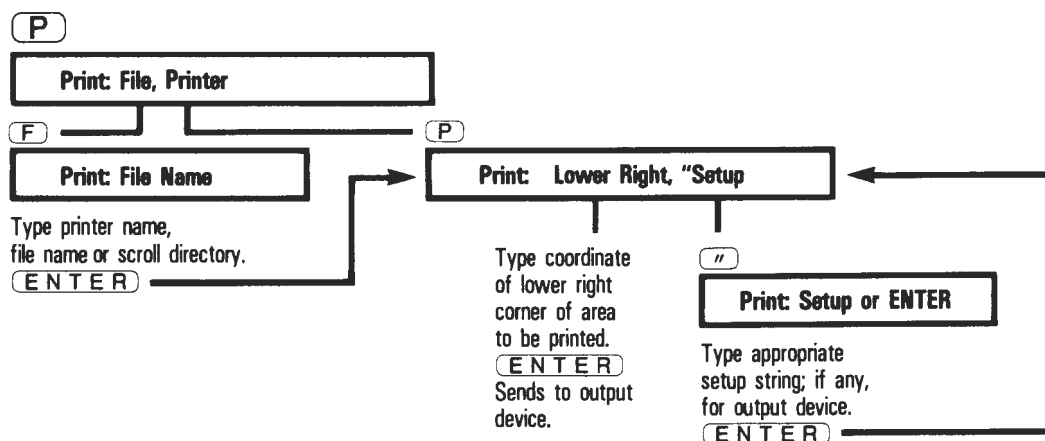 P
Print: File, Printer
F
P
Print: File Name
Print: Lower Right, "Setup
Type printer name,
file name or scroll directory.
ENTER
Type coordinate
of lower right
corner of area
to be printed.
ENTER
Sends to output
device.
"
Print: Setup or ENTER
Type appropriate
setup string; if any,
for output device.
ENTER